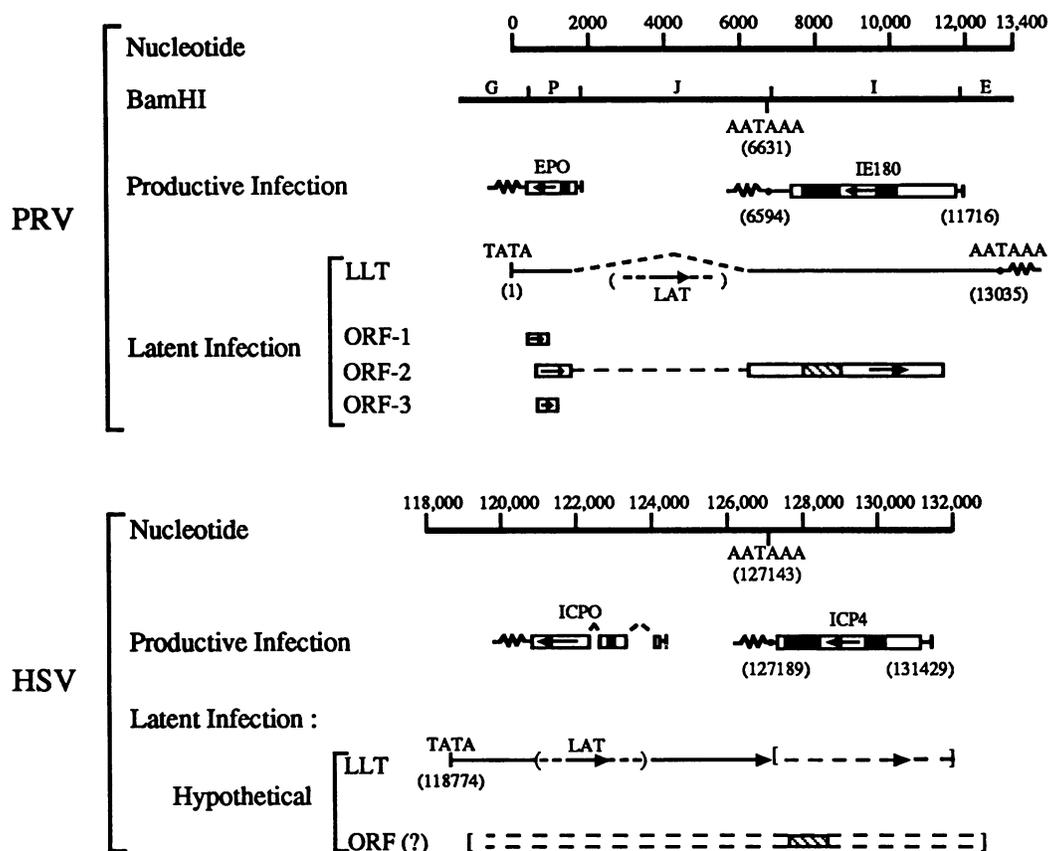 0 2000 4000 6000 8000 10,000 12,000 13,400
Nucleotide
G P J I E
BamHI
AATAAA
(6631)
EPO IE180
Productive Infection
(6594) (11716)
PRV
TATA AATAAA
LLT
(1) ( LAT ) (13035)
ORF-1
Latent Infection
ORF-2
ORF-3
118,000 120,000 122,000 124,000 126,000 128,000 130,000 132,000
Nucleotide
AATAAA
(127143)
ICPO ICP4
Productive Infection
(127189) (131429)
HSV
Latent Infection :
TATA ( LAT ) [ ]
LLT
(118774)
Hypothetical
ORF (?) [ ]